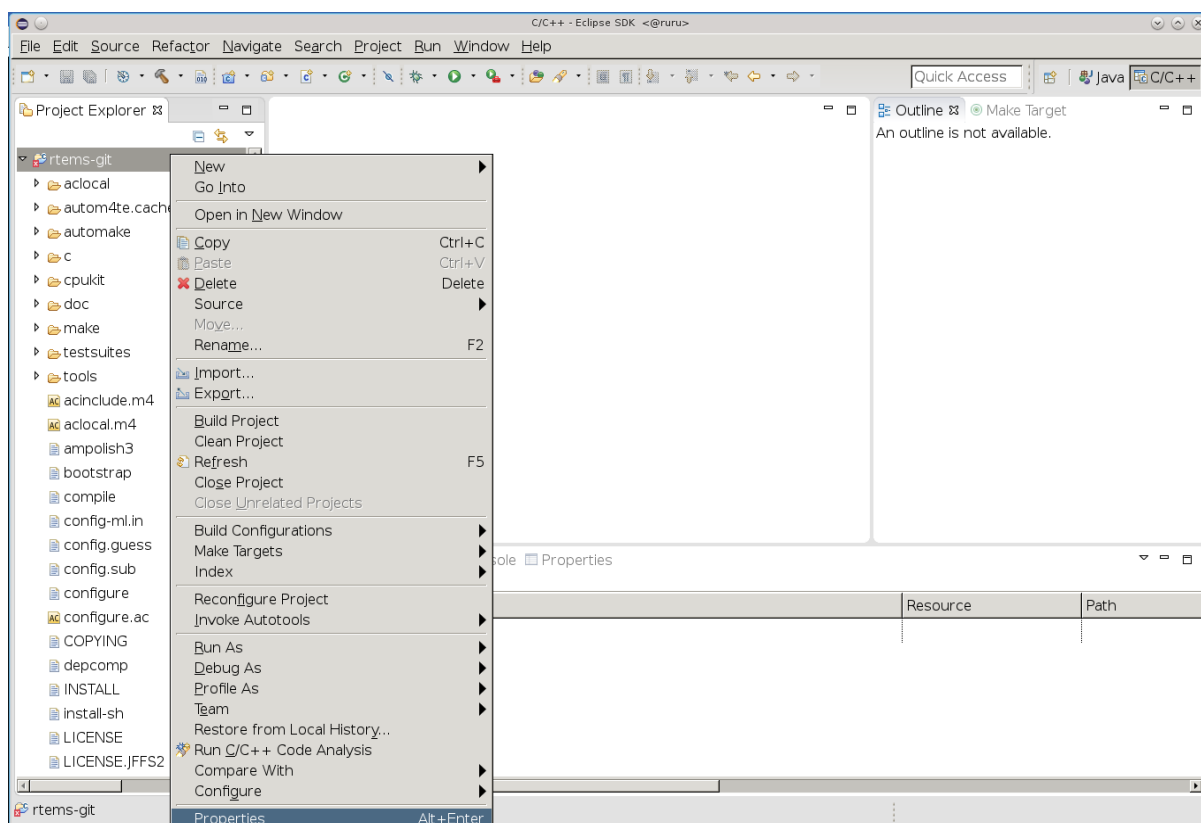 C/C++ - Eclipse SDK <@ruru>
File Edit Source Refactor Navigate Search Project Run Window Help
Quick Access Java C/C++
Project Explorer
Outline Make Target
An outline is not available.
rtems-git
aclocal
autom4te.cache
automake
c
cpukit
doc
make
testsuites
tools
acinclude.m4
aclocal.m4
ampolish3
bootstrap
compile
config-ml.in
config.guess
config.sub
configure
configure.ac
COPYING
depcomp
INSTALL
install-sh
LICENSE
LICENSE.JFFS2
New
Go Into
Open in New Window
Copy Ctrl+C
Paste Ctrl+V
Delete Delete
Source
Move...
Rename... F2
Import...
Export...
Build Project
Clean Project
Refresh F5
Close Project
Close Unrelated Projects
Build Configurations
Make Targets
Index
Reconfigure Project
Invoke Autotools
Run As
Debug As
Profile As
Team
Restore from Local History...
Run C/C++ Code Analysis
Compare With
Configure
Properties Alt+Enter
sole Properties
Resource Path
rtems-git